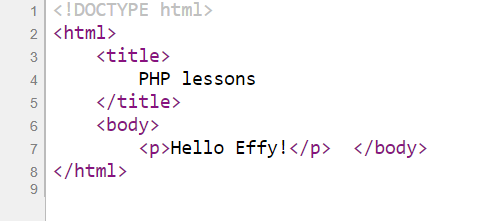 1 <!DOCTYPE html>
2 <html>
3     <title>
4         PHP lessons
5     </title>
6     <body>
7         <p>Hello Effy!</p>  </body>
8 </html>
9